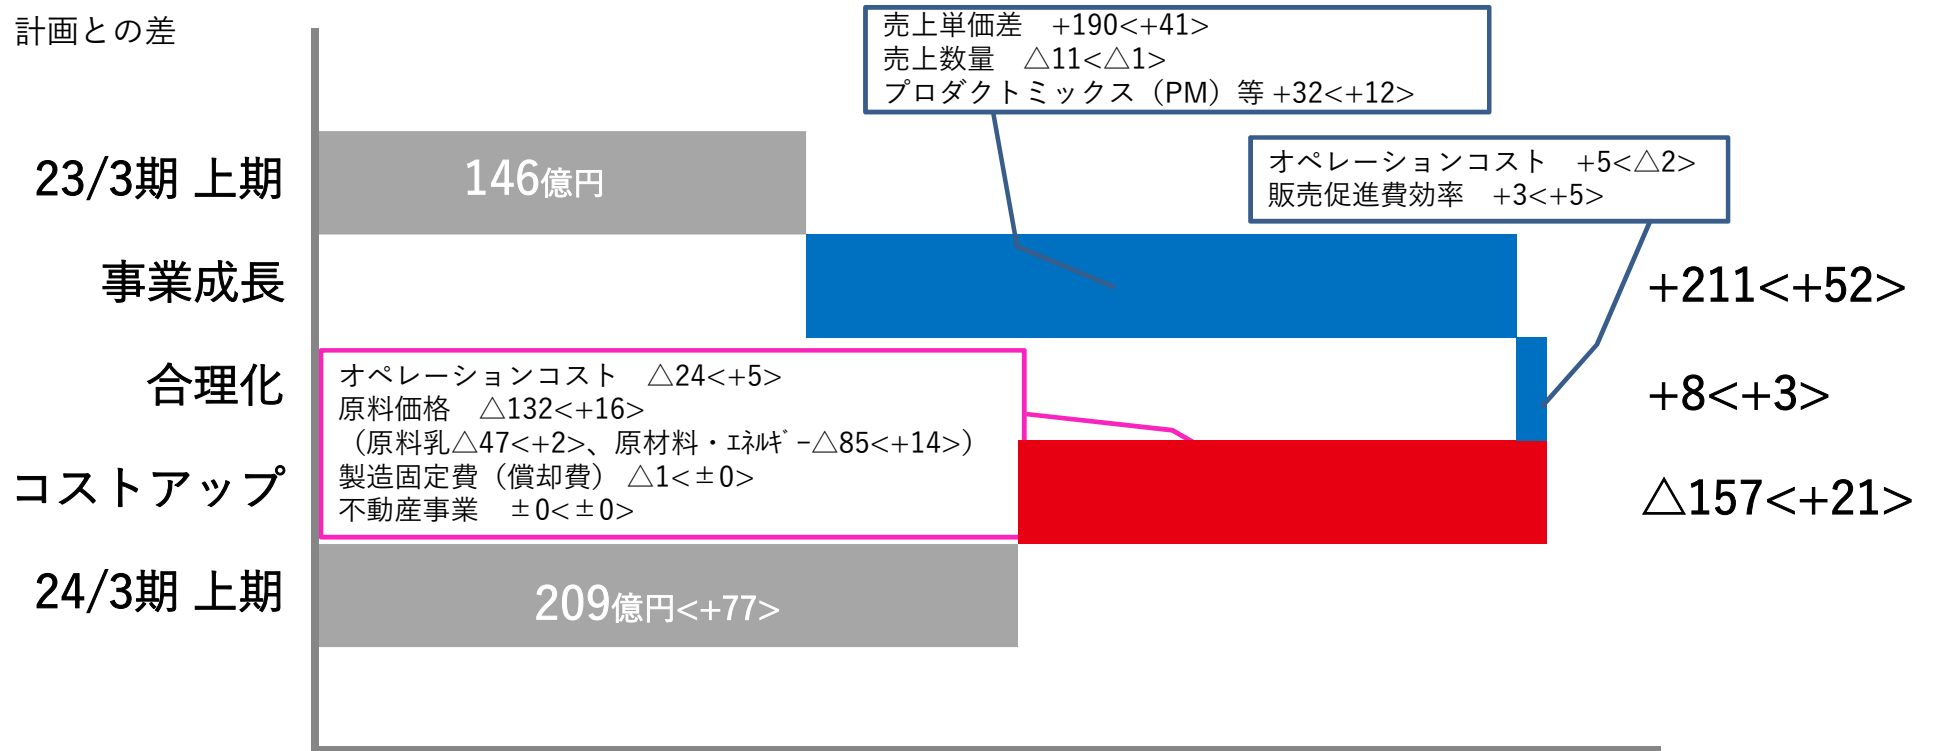 計画との差
売上単価差　+190<+41>
売上数量　△11<△1>
プロダクトミックス（PM）等 +32<+12>
23/3期 上期
146億円
オペレーションコスト　+5<△2>
販売促進費効率　+3<+5>
事業成長
+211<+52>
合理化
+8<+3>
オペレーションコスト　△24<+5>
原料価格　△132<+16>
（原料乳△47<+2>、原材料・ｴﾈﾙｷﾞｰ△85<+14>）
製造固定費（償却費） △1<±0>
不動産事業　±0<±0>
コストアップ
△157<+21>
24/3期 上期
209億円<+77>